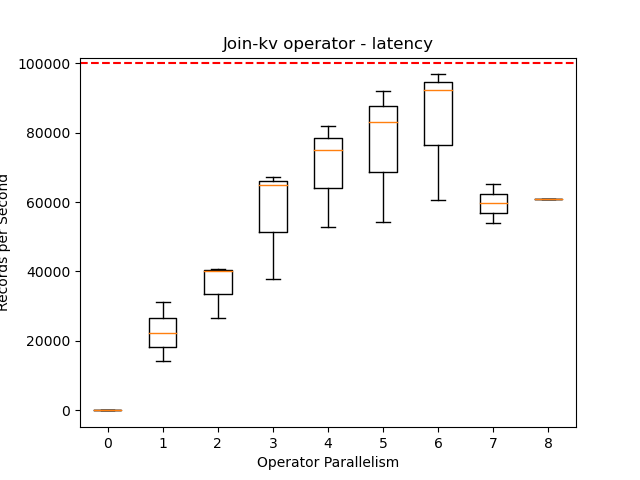 Join-kv operator - latency
Records per Second
100000
80000
60000
40000
20000
0
0 1 2 3 4 5 6 7 8
Operator Parallelism